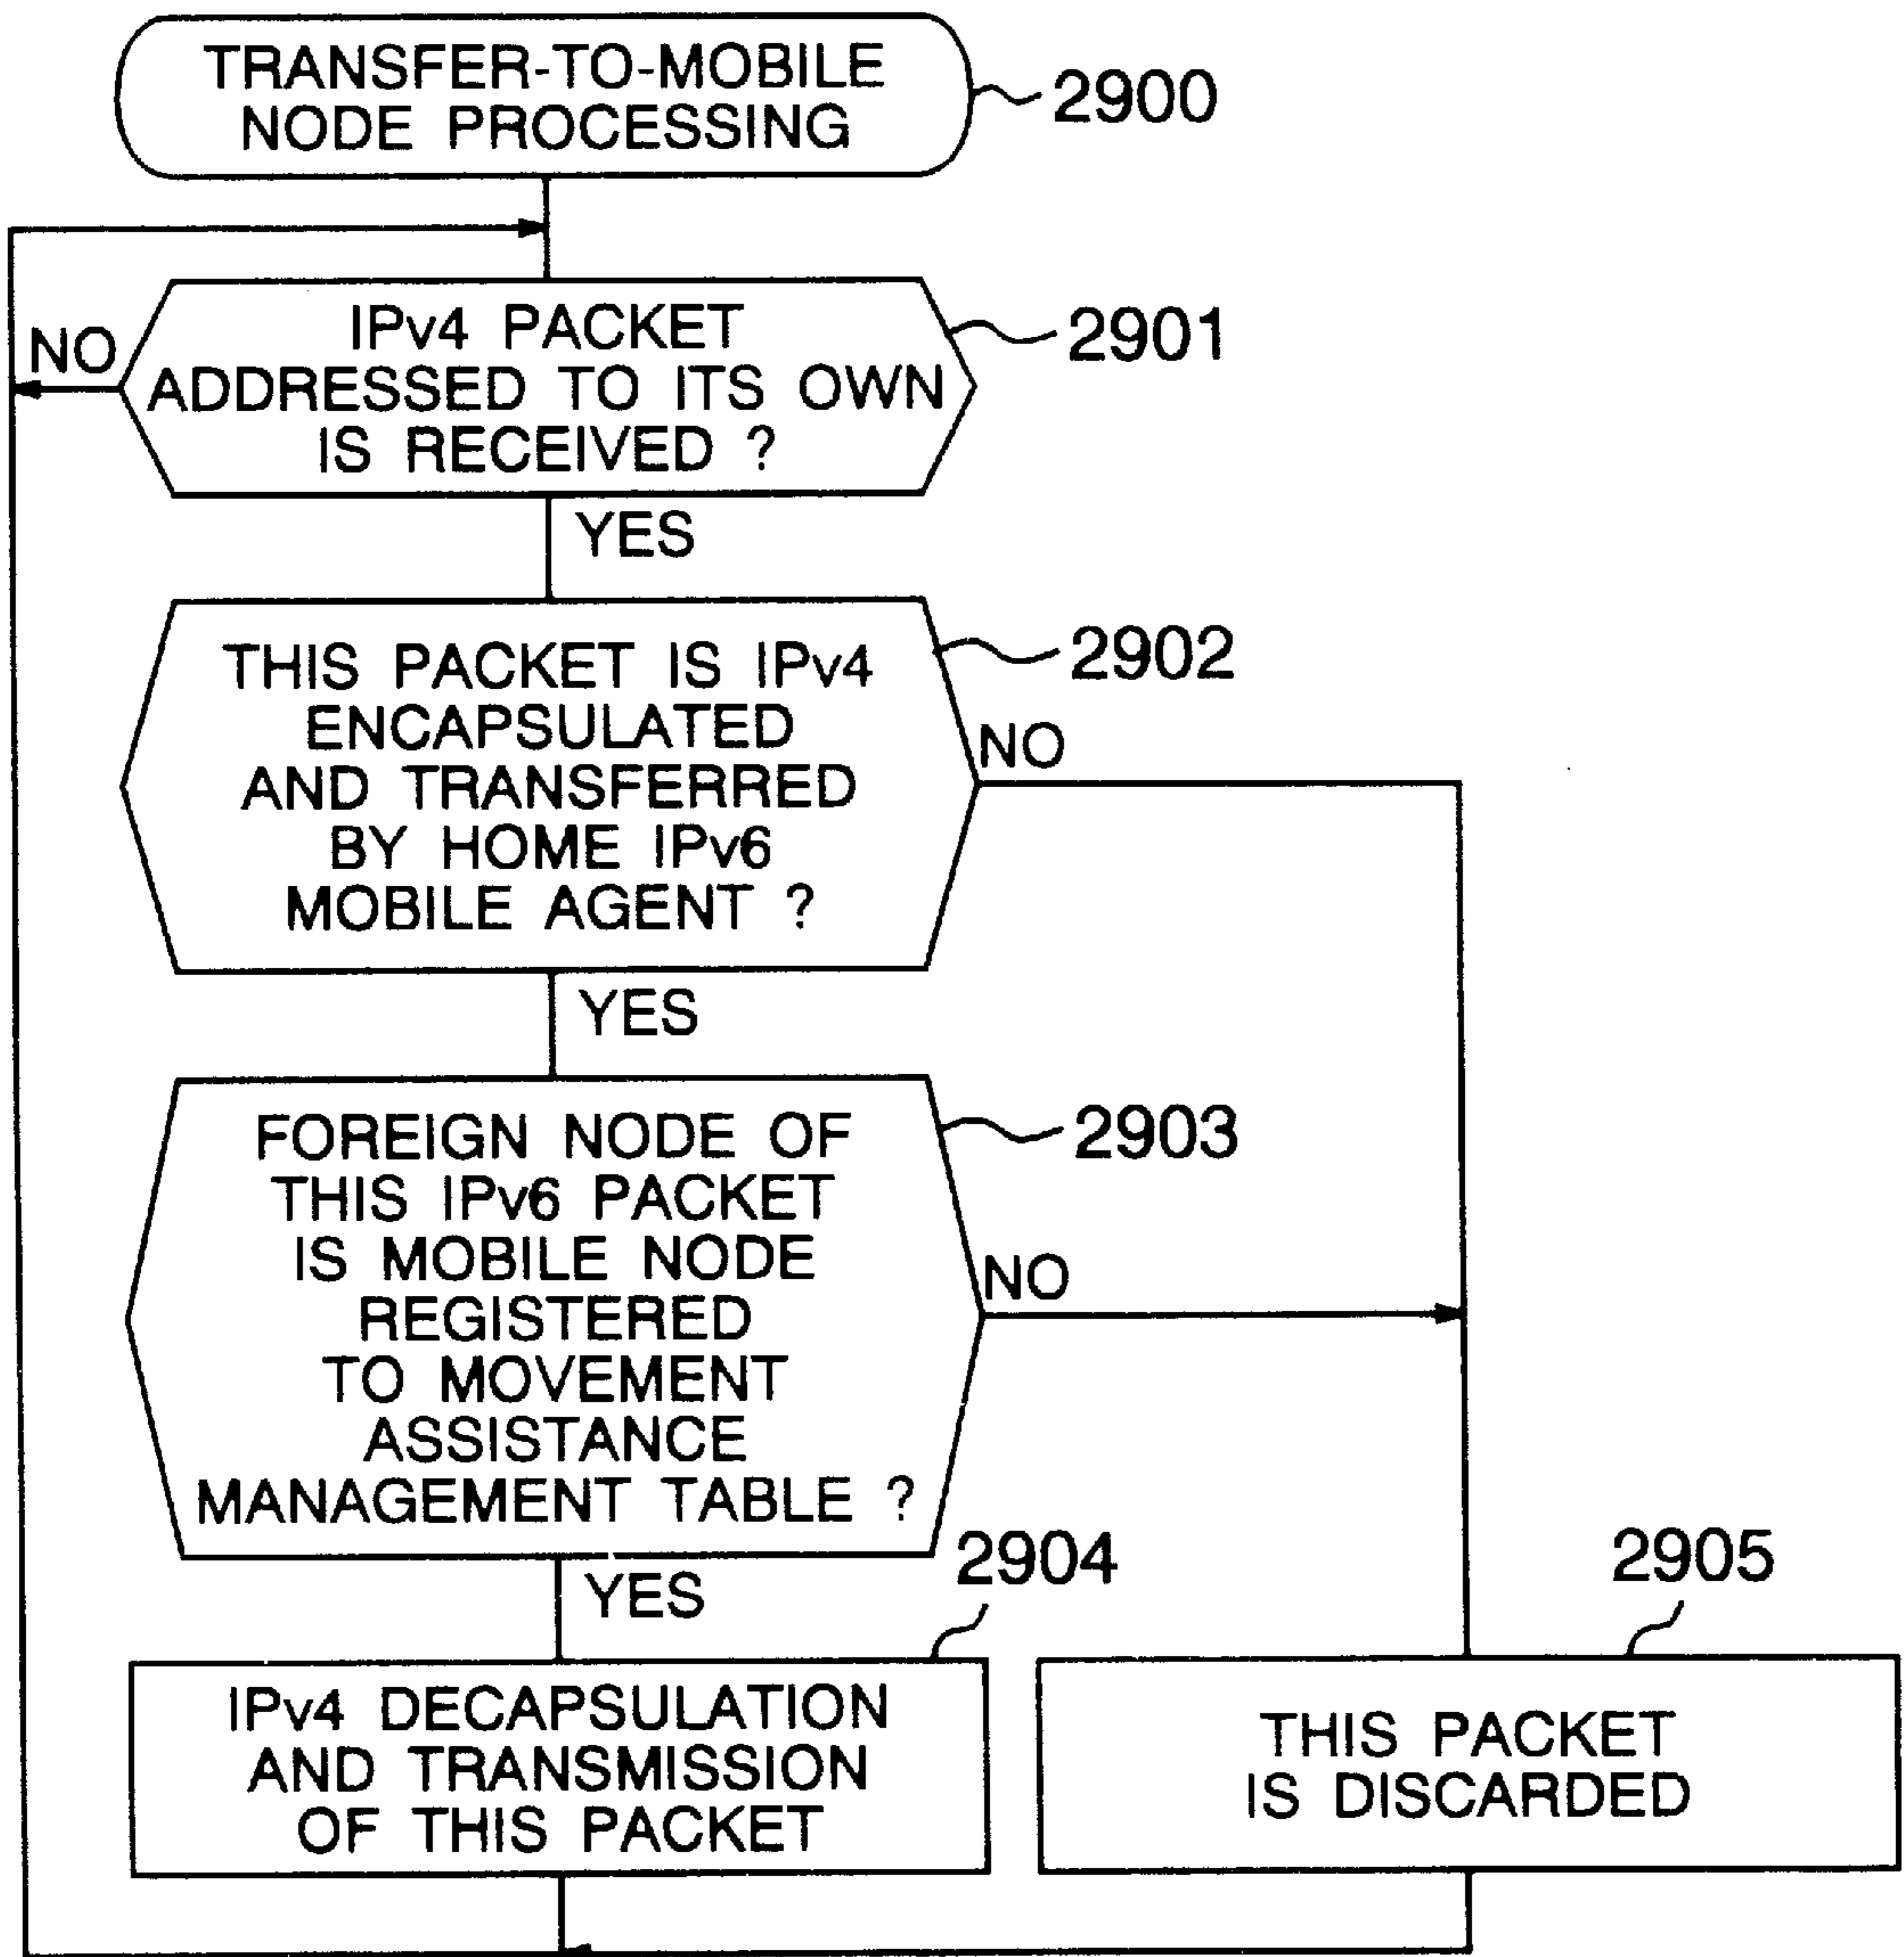 TRANSFER-TO-MOBILE
NODE PROCESSING
2900
IPv4 PACKET
ADDRESSED TO ITS OWN
IS RECEIVED ?
2901
NO
YES
THIS PACKET IS IPv4
ENCAPSULATED
AND TRANSFERRED
BY HOME IPv6
MOBILE AGENT ?
2902
NO
YES
FOREIGN NODE OF
THIS IPv6 PACKET
IS MOBILE NODE
REGISTERED
TO MOVEMENT
ASSISTANCE
MANAGEMENT TABLE ?
2903
NO
YES
2904
IPv4 DECAPSULATION
AND TRANSMISSION
OF THIS PACKET
2905
THIS PACKET
IS DISCARDED